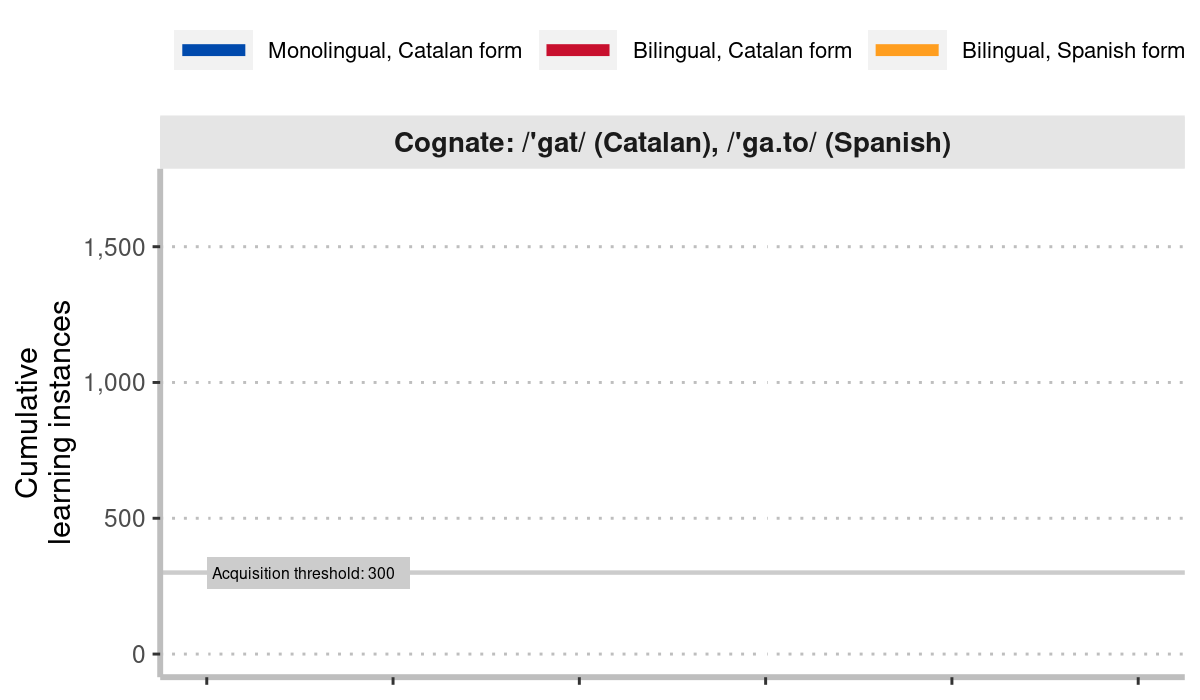 Monolingual, Catalan form
Bilingual, Catalan form
Bilingual, Spanish form
Cognate: /'gat/ (Catalan), /'ga.to/ (Spanish)
Cumulative
learning instances
1,500
1,000
500
Acquisition threshold: 300
0